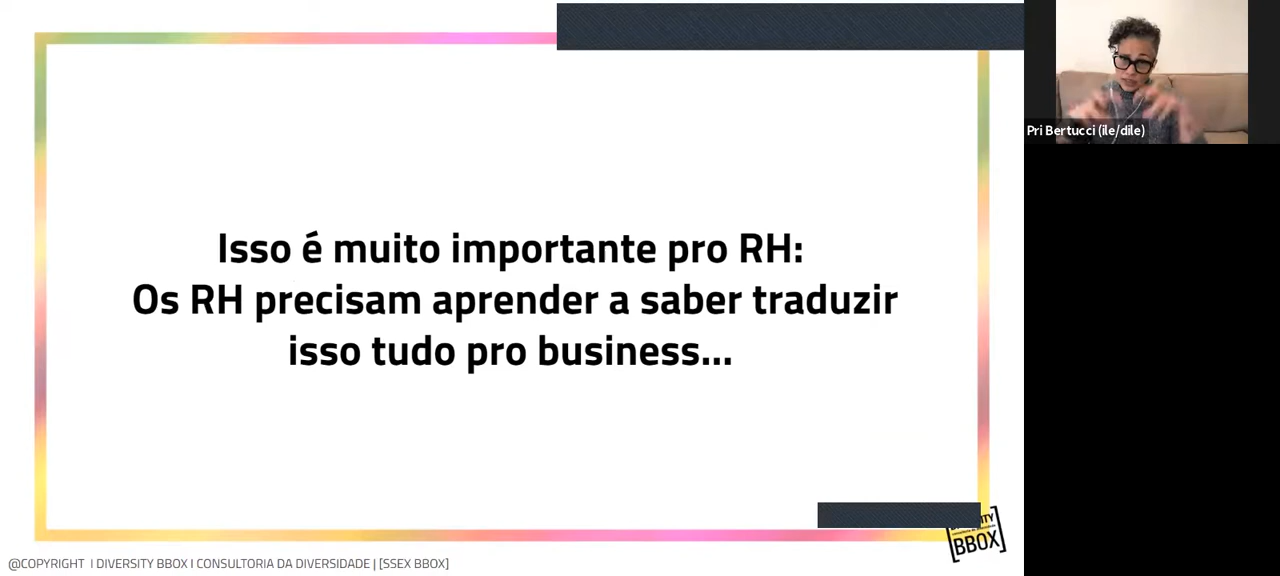 Isso é muito importante pro RH:
Os RH precisam aprender a saber traduzir
isso tudo pro business...
Pri Bertucci (ile/dile)
BBOX
@COPYRIGHT I DIVERSITY BBOX I CONSULTORIA DA DIVERSIDADE | [SSEX BBOX]